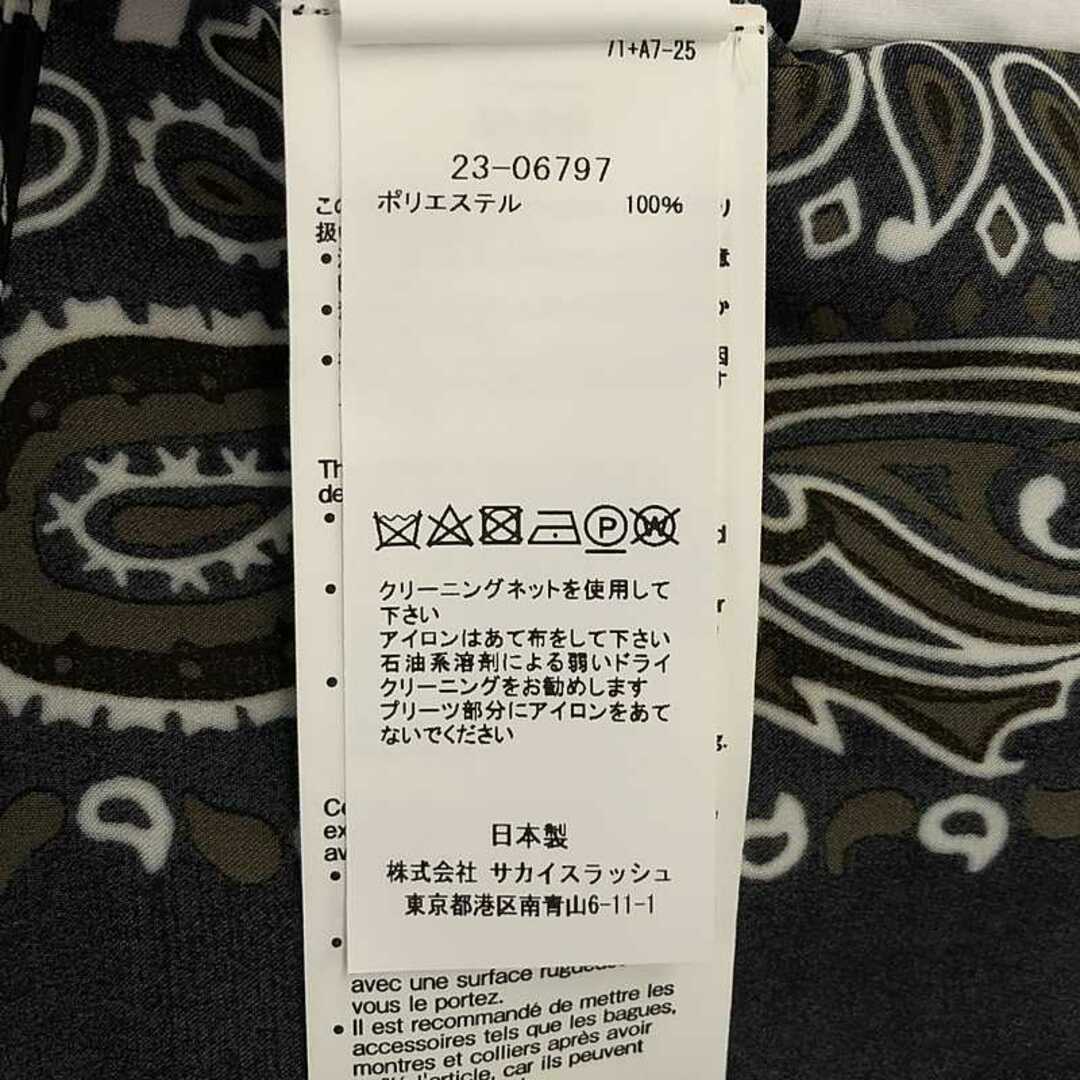 23-06797
ポリエステル 100%
P
W
クリーニングネットを使用して
下さい
アイロンはあて布をして下さい
石油系溶剤による弱いドライ
クリーニングをお勧めします
プリーツ部分にアイロンをあて
ないでください
日本製
株式会社 サカイスラッシュ
東京都港区南青山6-11-1
avec une surface
vous le portez.
• Il est recommandé de mettre les
accessoires tels que les bagues,
montres et colliers après avoir
d'article, car ils peuvent